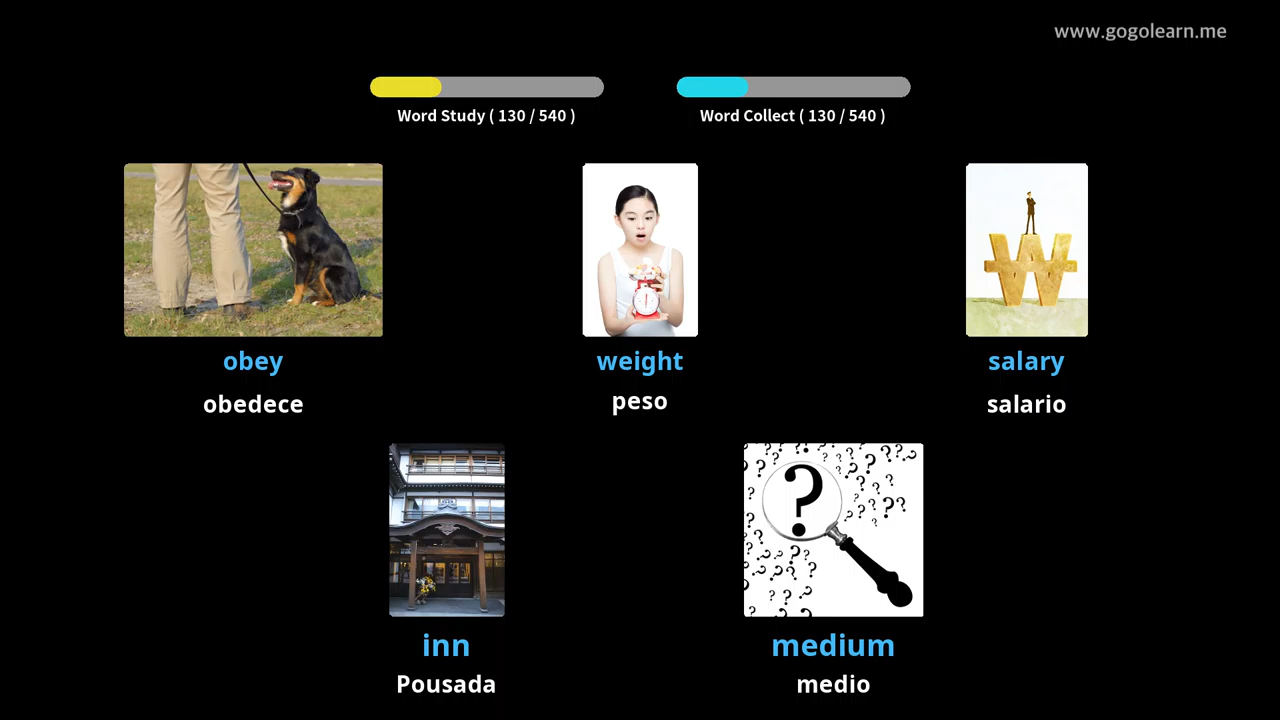 www.gogolearn.me
Word Study ( 130 / 540 )
Word Collect ( 130 / 540 )
obey
weight
salary
obedece
peso
salario
inn
medium
Pousada
medio